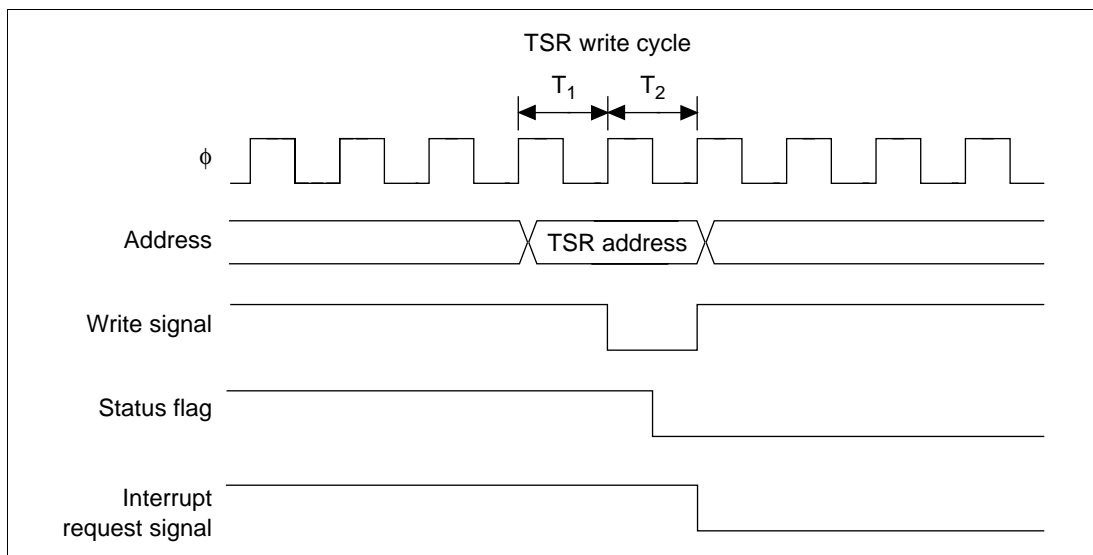 TSR write cycle
T1 T2
ϕ
Address
TSR address
Write signal
Status flag
Interrupt
request signal